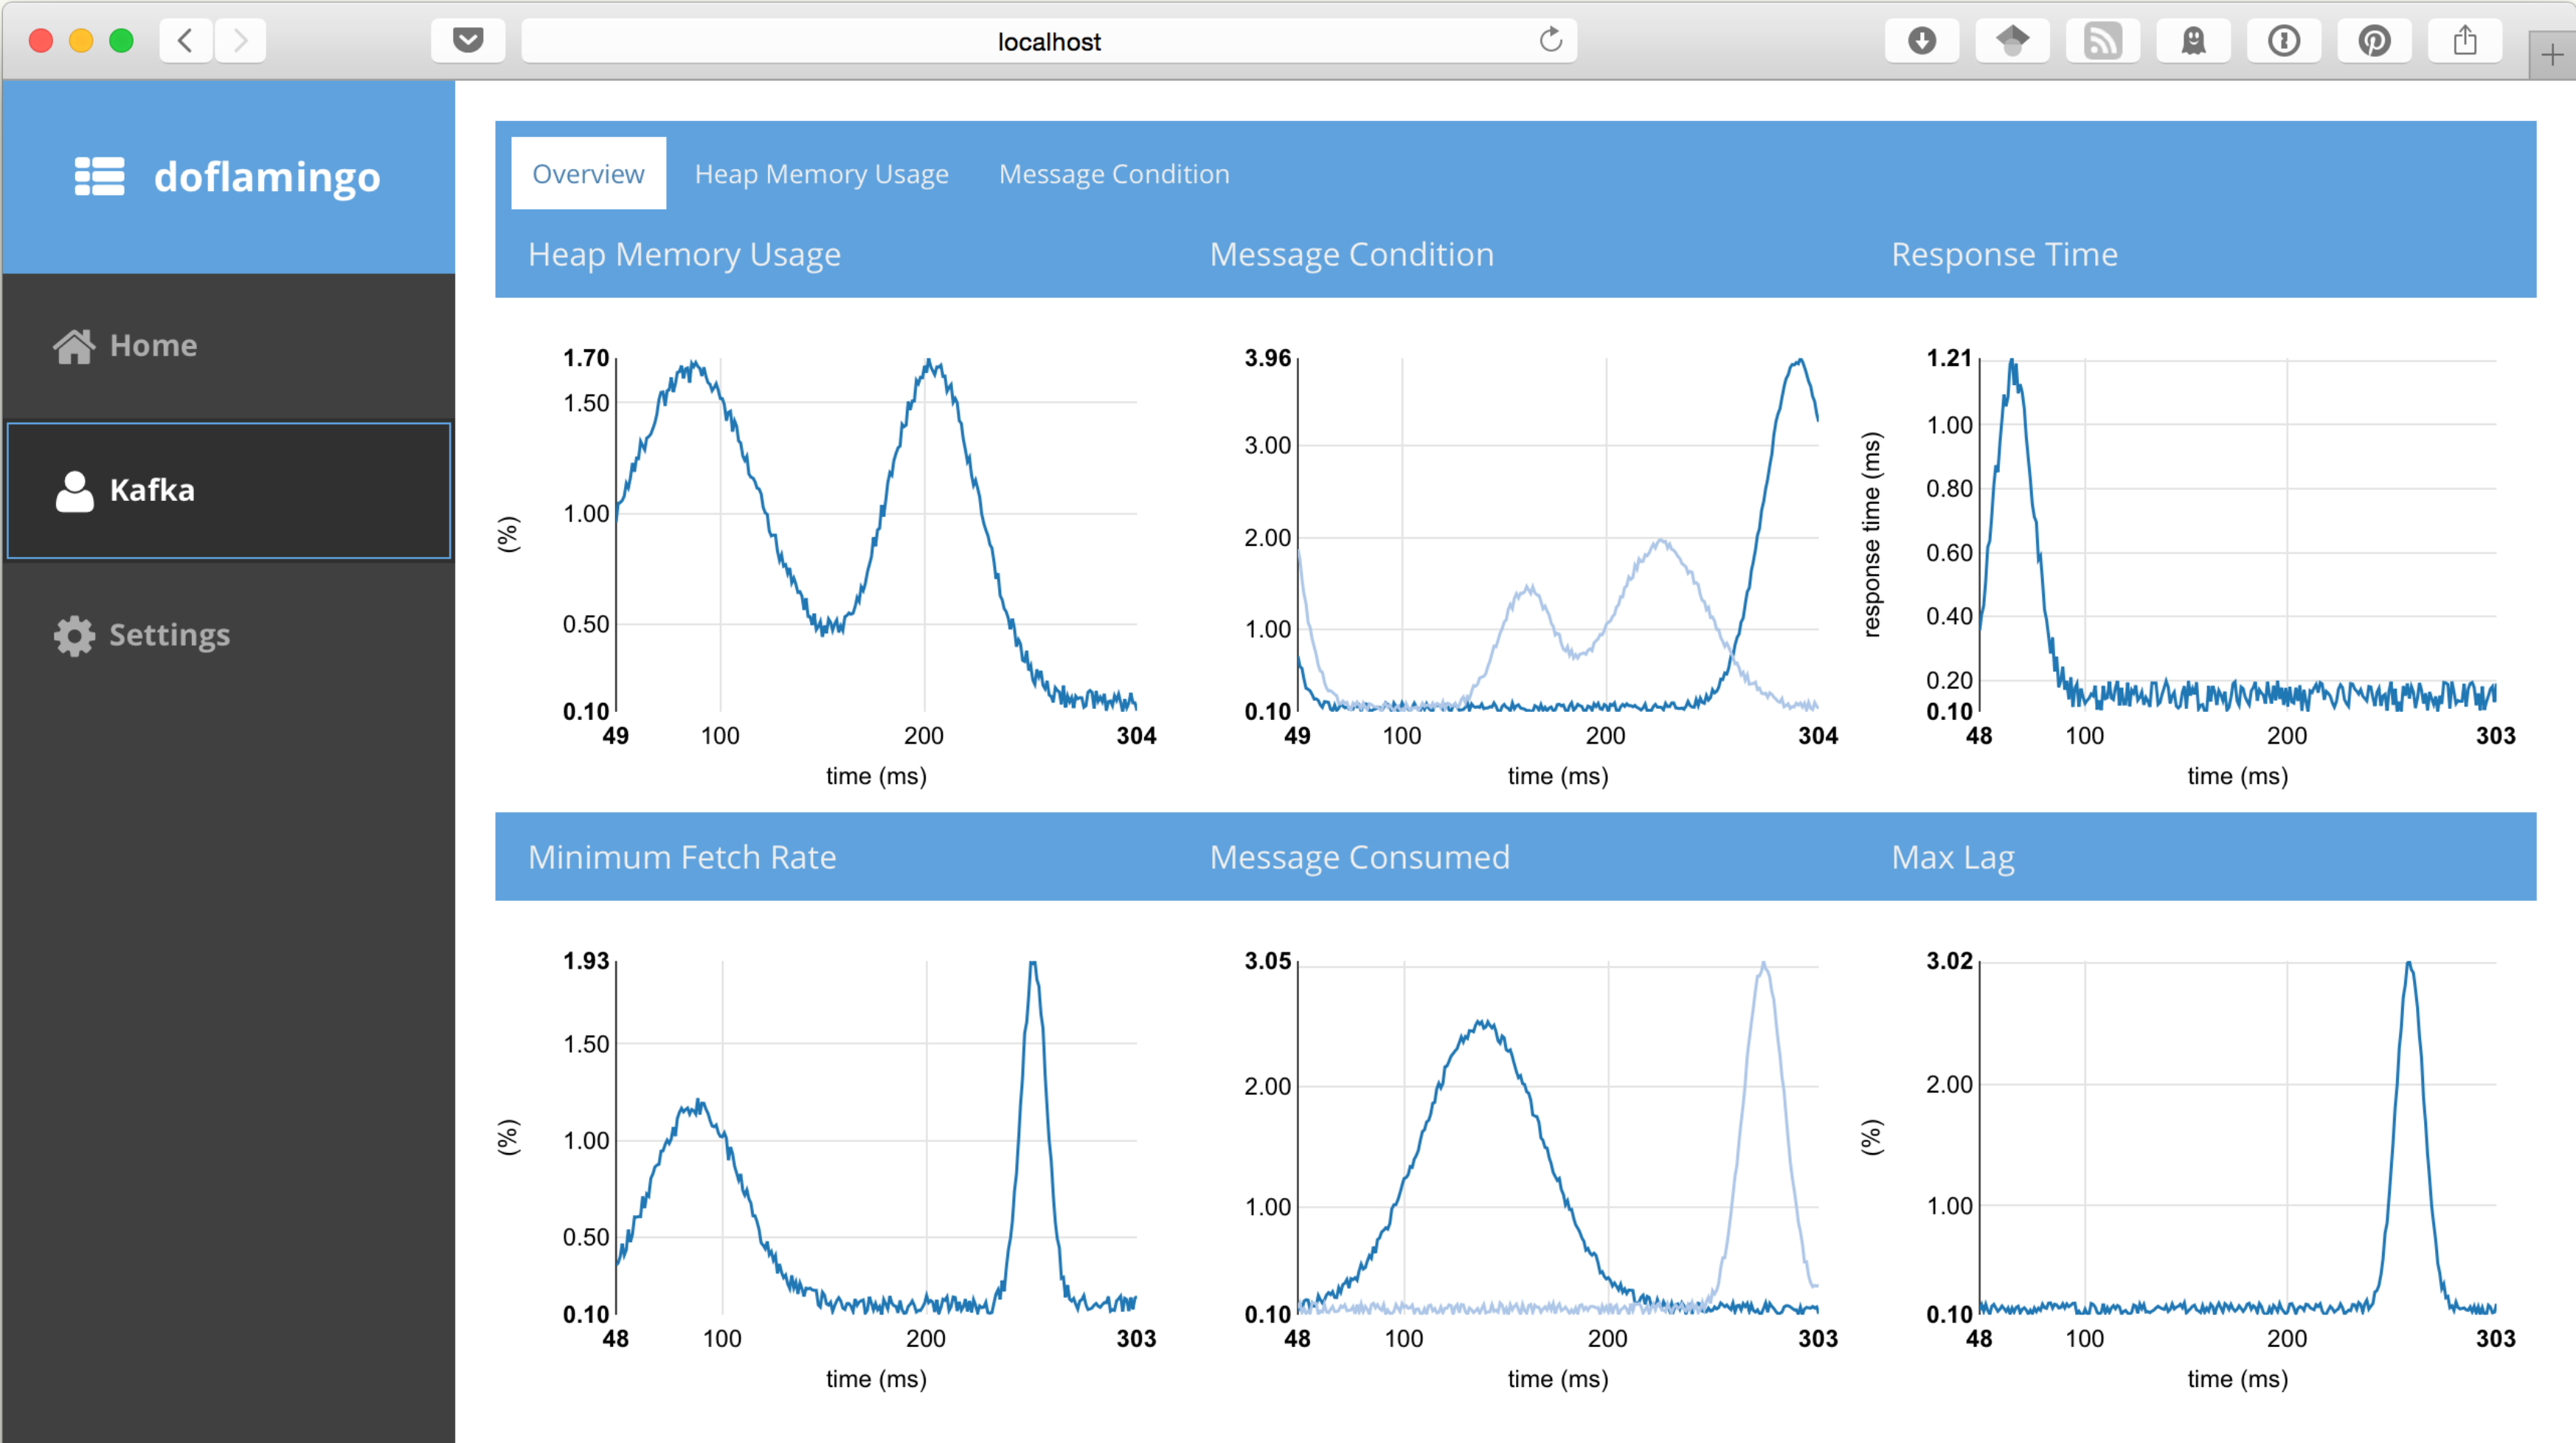 localhost
doflamingo
Home
Kafka
Settings
Overview Heap Memory Usage Message Condition
Heap Memory Usage Message Condition Response Time
1.70
1.50
1.00
0.50
0.10
(%)
49 100 200 304
time (ms)
3.96
3.00
2.00
1.00
0.10
49 100 200 304
time (ms)
1.21
1.00
0.80
0.60
0.40
0.20
0.10
response time (ms)
48 100 200 303
time (ms)
Minimum Fetch Rate Message Consumed Max Lag
1.93
1.50
1.00
0.50
0.10
(%)
48 100 200 303
time (ms)
3.05
2.00
1.00
0.10
48 100 200 303
time (ms)
3.02
2.00
1.00
0.10
(%)
48 100 200 303
time (ms)